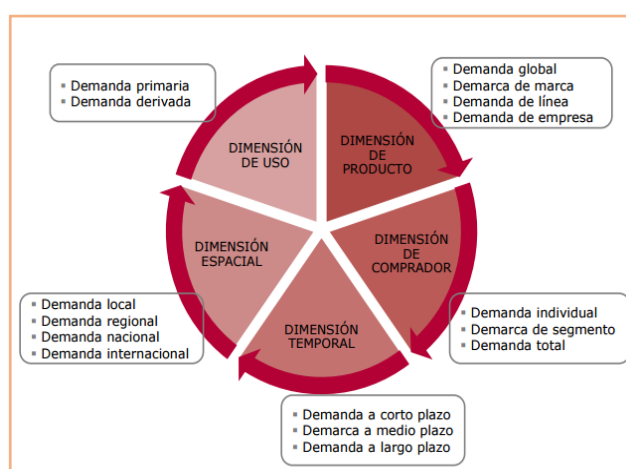 ▪ Demanda primaria
▪ Demanda derivada
▪ Demanda global
▪ Demarca de marca
▪ Demanda de línea
▪ Demanda de empresa
DIMENSIÓN
DE USO
DIMENSIÓN
DE
PRODUCTO
DIMENSIÓN
ESPACIAL
DIMENSIÓN
DE
COMPRADOR
DIMENSIÓN
TEMPORAL
▪ Demanda local
▪ Demanda regional
▪ Demanda nacional
▪ Demanda internacional
▪ Demanda individual
▪ Demarca de segmento
▪ Demanda total
▪ Demanda a corto plazo
▪ Demarca a medio plazo
▪ Demanda a largo plazo